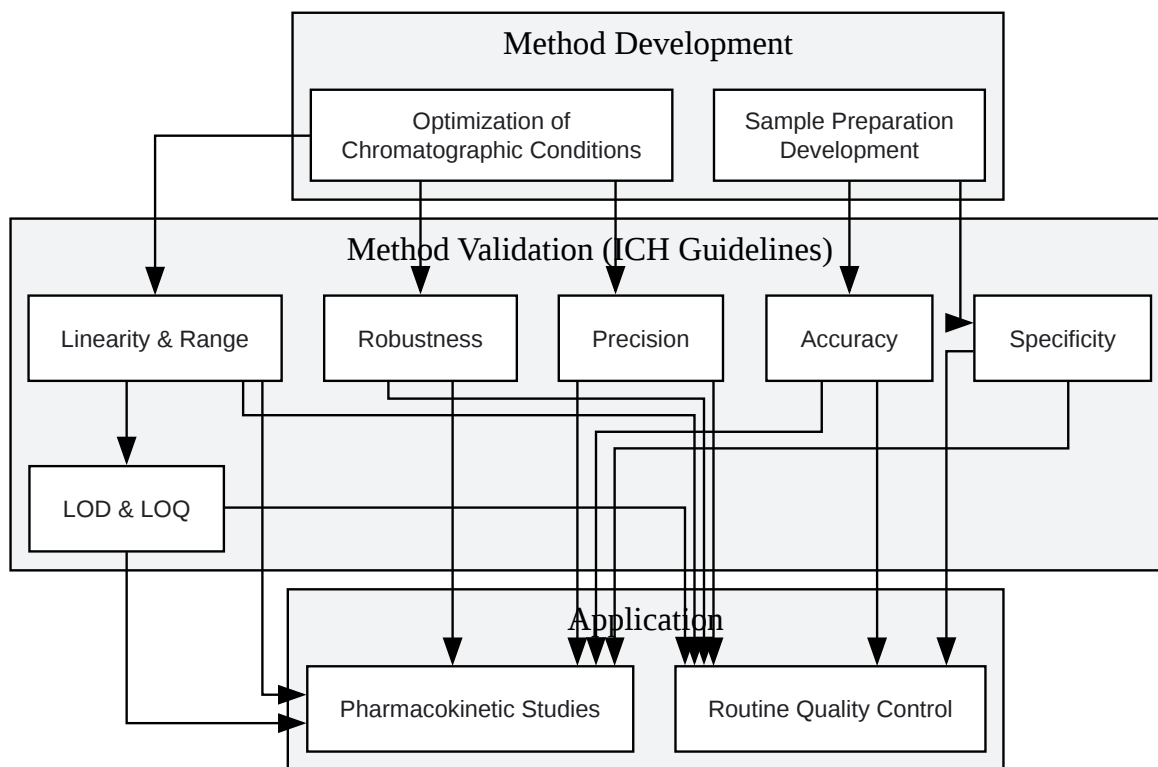 Method Development
Optimization of
Chromatographic Conditions
Sample Preparation
Development
Method Validation (ICH Guidelines)
Linearity & Range
Robustness
Precision
Accuracy
Specificity
LOD & LOQ
Application
Pharmacokinetic Studies
Routine Quality Control